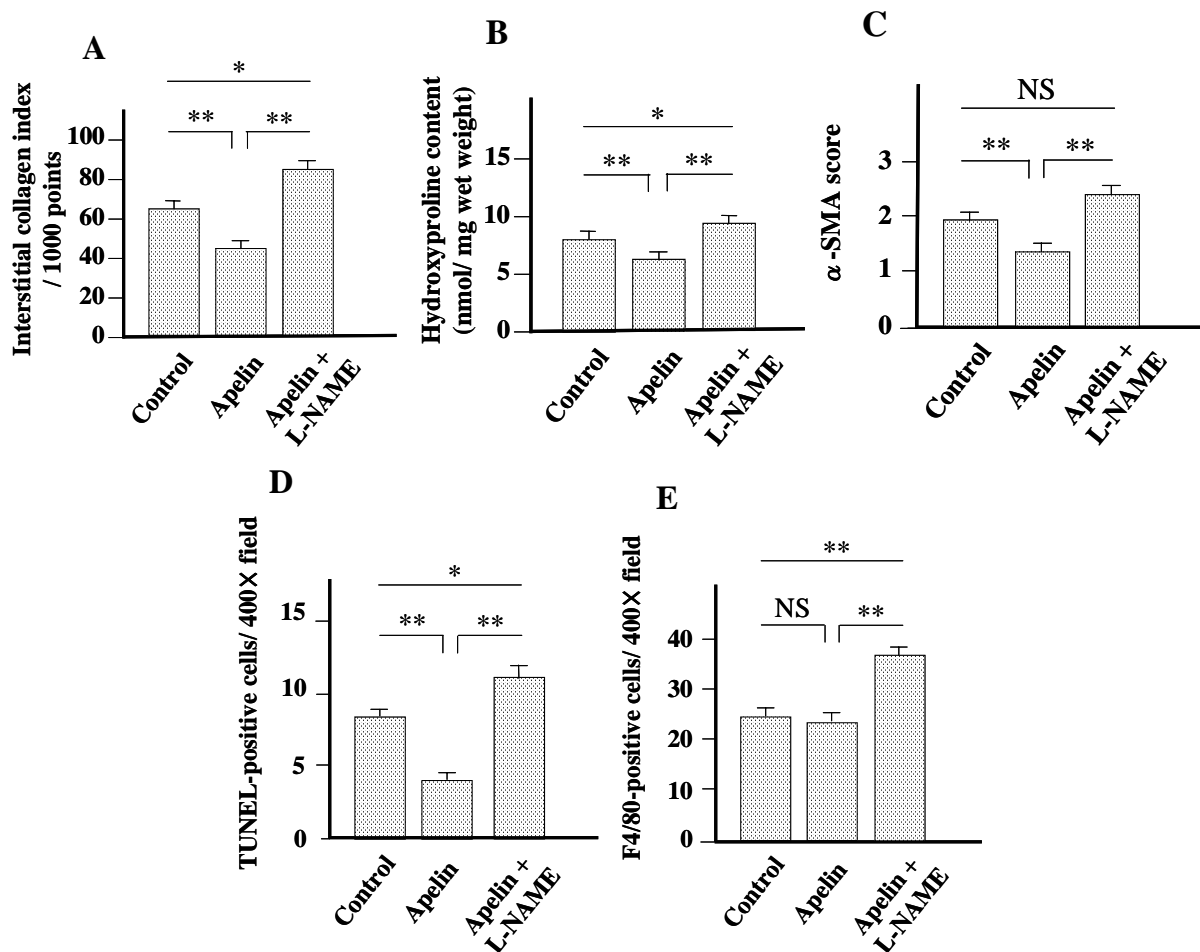 A
Interstitial collagen index
/ 1000 points
100
80
60
40
20
0
*
**
**
Control
Apelin
Apelin +
L-NAME
B
Hydroxyproline content
(nmol/ mg wet weight)
15
10
5
0
*
**
**
Control
Apelin
Apelin +
L-NAME
C
α-SMA score
3
2
1
0
NS
**
**
Control
Apelin
Apelin +
L-NAME
D
TUNEL-positive cells/ 400× field
15
10
5
0
*
**
**
Control
Apelin
Apelin +
L-NAME
E
F4/80-positive cells/ 400× field
40
30
20
10
0
**
NS
**
Control
Apelin
Apelin +
L-NAME